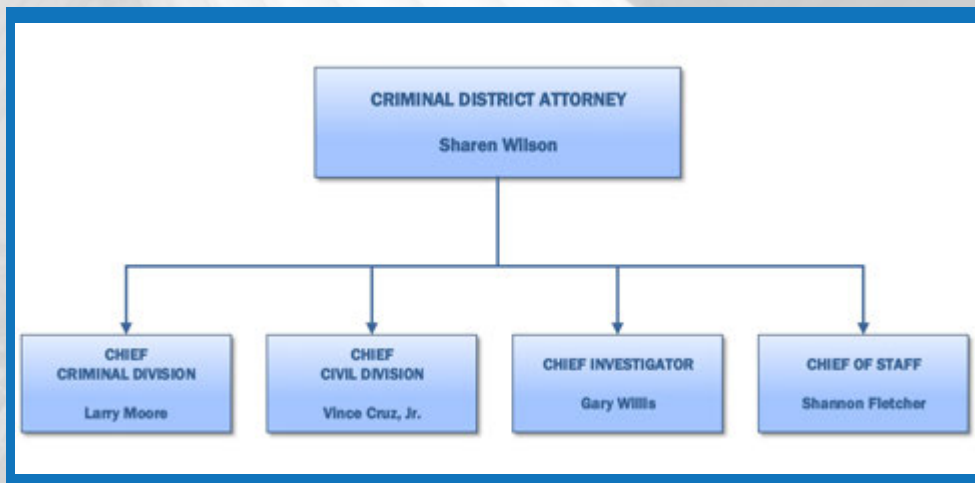 CRIMINAL DISTRICT ATTORNEY
Sharen Wilson
CHIEF
CRIMINAL DIVISION
Larry Moore
CHIEF
CIVIL DIVISION
Vince Cruz, Jr.
CHIEF INVESTIGATOR
Gary Willis
CHIEF OF STAFF
Shannon Fletcher